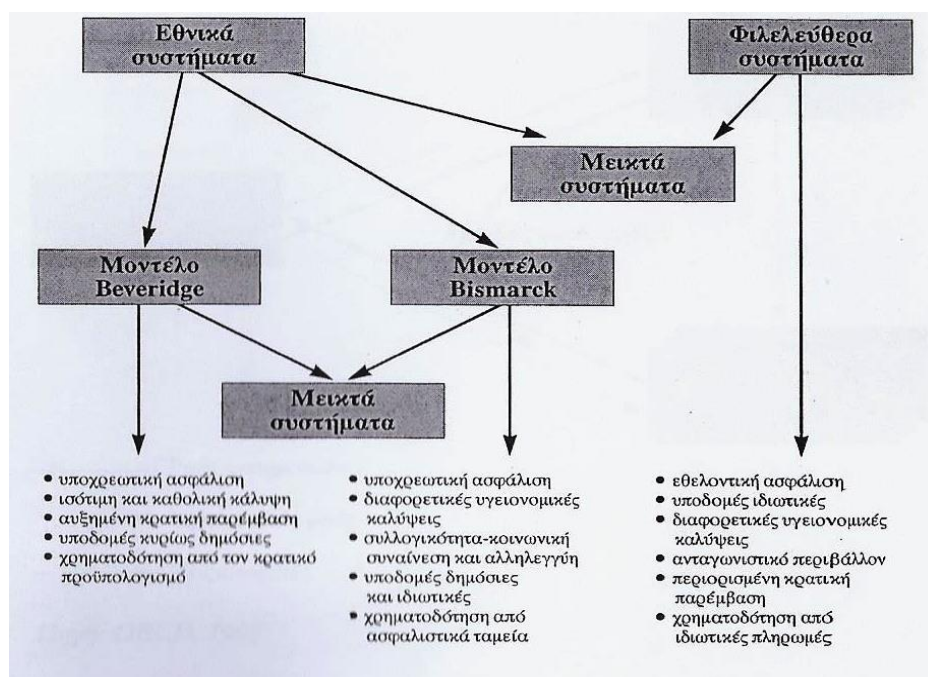 Εθνικά
συστήματα
Φιλελεύθερα
συστήματα
Μεικτά
συστήματα
Μοντέλο
Beveridge
Μοντέλο
Bismarck
Μεικτά
συστήματα
• υποχρεωτική ασφάλιση
• ισότιμη και καθολική κάλυψη
• αυξημένη κρατική παρέμβαση
• υποδομές κυρίως δημόσιες
• χρηματοδότηση από τον κρατικό
προϋπολογισμό
• υποχρεωτική ασφάλιση
• διαφορετικές υγειονομικές
καλύψεις
• συλλογικότητα-κοινωνική
συναίνεση και αλληλεγγύη
• υποδομές δημόσιες
και ιδιωτικές
• χρηματοδότηση από
ασφαλιστικά ταμεία
• εθελοντική ασφάλιση
• υποδομές ιδιωτικές
• διαφορετικές υγειονομικές
καλύψεις
• ανταγωνιστικό περιβάλλον
• περιορισμένη κρατική
παρέμβαση
• χρηματοδότηση από
ιδιωτικές πληρωμές